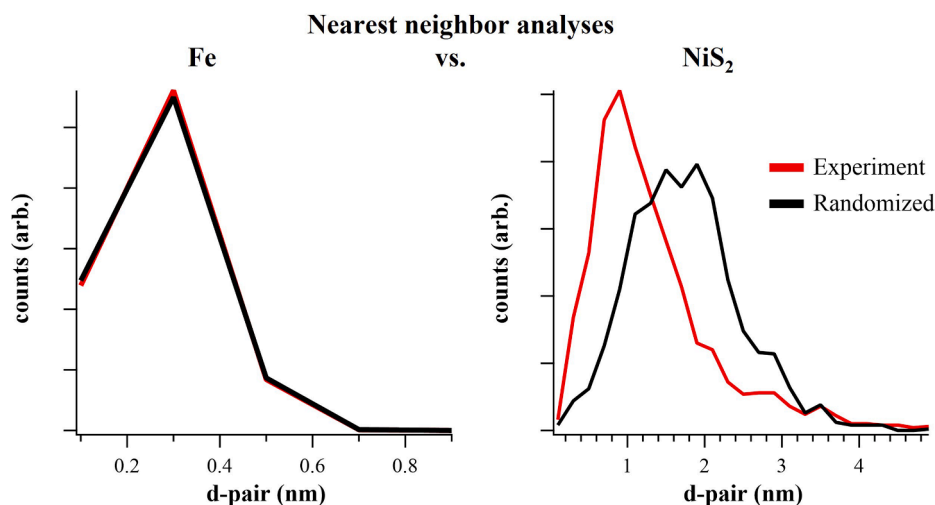 Nearest neighbor analyses
Fe vs. NiS₂
counts (arb.)
0.2 0.4 0.6 0.8
d-pair (nm)
counts (arb.)
Experiment
Randomized
1 2 3 4
d-pair (nm)